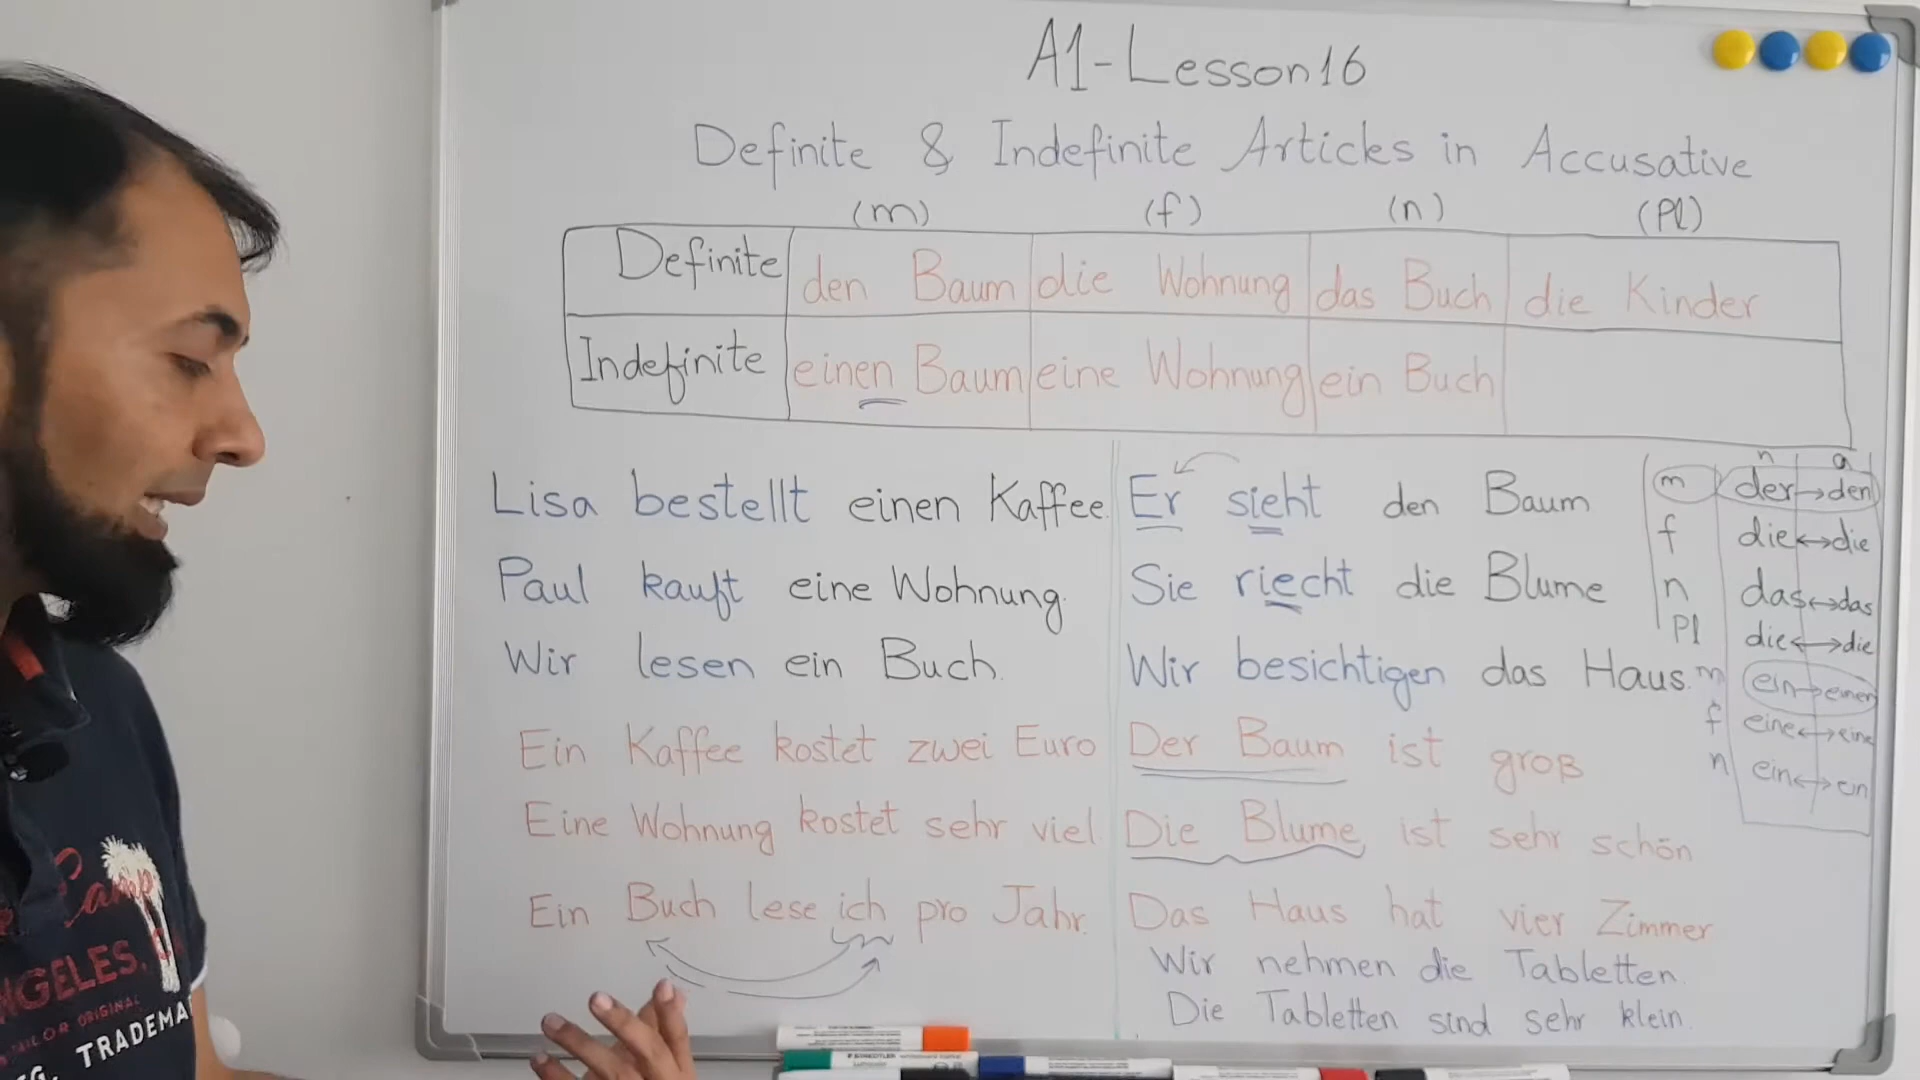 A1-Lesson16
Definite & Indefinite Articles in Accusative
(m) (f) (n) (Pl)
Definite den Baum die Wohnung das Buch die Kinder
Indefinite einen Baum eine Wohnung ein Buch
Lisa bestellt einen Kaffee.
Paul kauft eine Wohnung.
Wir lesen ein Buch.
Ein Kaffee kostet zwei Euro
Eine Wohnung kostet sehr viel
Ein Buch lese ich pro Jahr.
Er sieht den Baum
Sie riecht die Blume
Wir besichtigen das Haus.
Der Baum ist groß
Die Blume ist sehr schön
Das Haus hat vier Zimmer
Wir nehmen die Tabletten.
Die Tabletten sind sehr klein.
n a
m der→den
f die↔die
n das↔das
Pl die↔die
m ein→einen
f eine↔eine
n ein↔ein
Camp
ANGELES, C
TAILOR ORIGINAL
TRADEMA
STAEDTLER